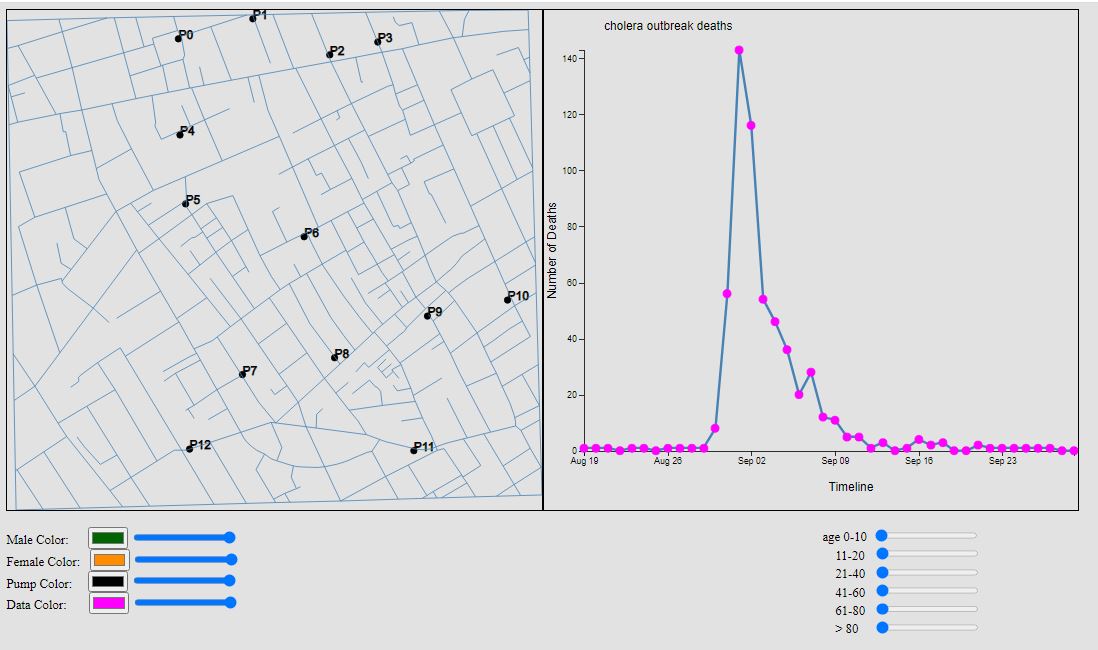 P0
P1
P2
P3
P4
P5
P6
P7
P8
P9
P10
P11
P12
cholera outbreak deaths
Number of Deaths
140
120
100
80
60
40
20
0
Aug 19 Aug 26 Sep 02 Sep 09 Sep 16 Sep 23
Timeline
Male Color:
Female Color:
Pump Color:
Data Color:
age 0-10
11-20
21-40
41-60
61-80
> 80